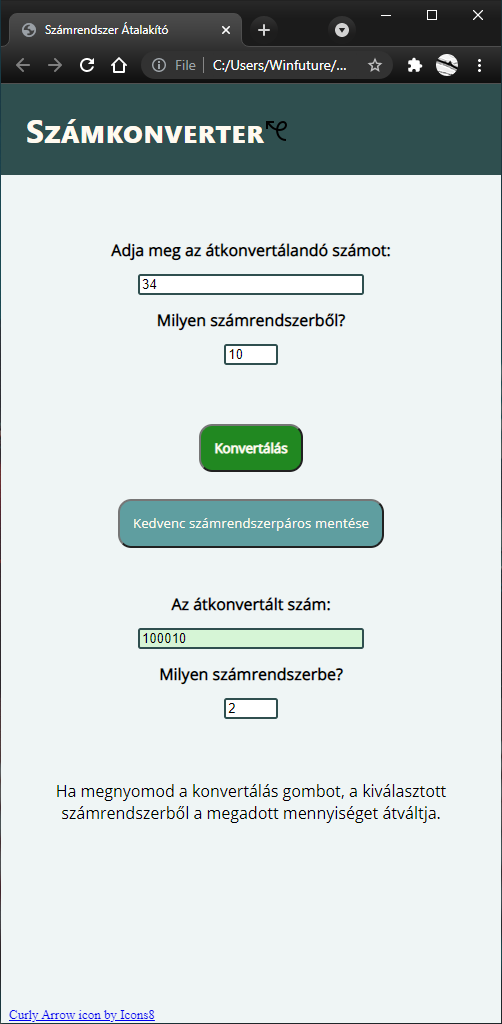 Számrendszer Átalakító
File
C:/Users/Winfuture/...
Számkonverter
Adja meg az átkonvertálandó számot:
34
Milyen számrendszerből?
10
Konvertálás
Kedvenc számrendszerpáros mentése
Az átkonvertált szám:
100010
Milyen számrendszerbe?
2
Ha megnyomod a konvertálás gombot, a kiválasztott
számrendszerből a megadott mennyiséget átváltja.
Curly Arrow icon by Icons8